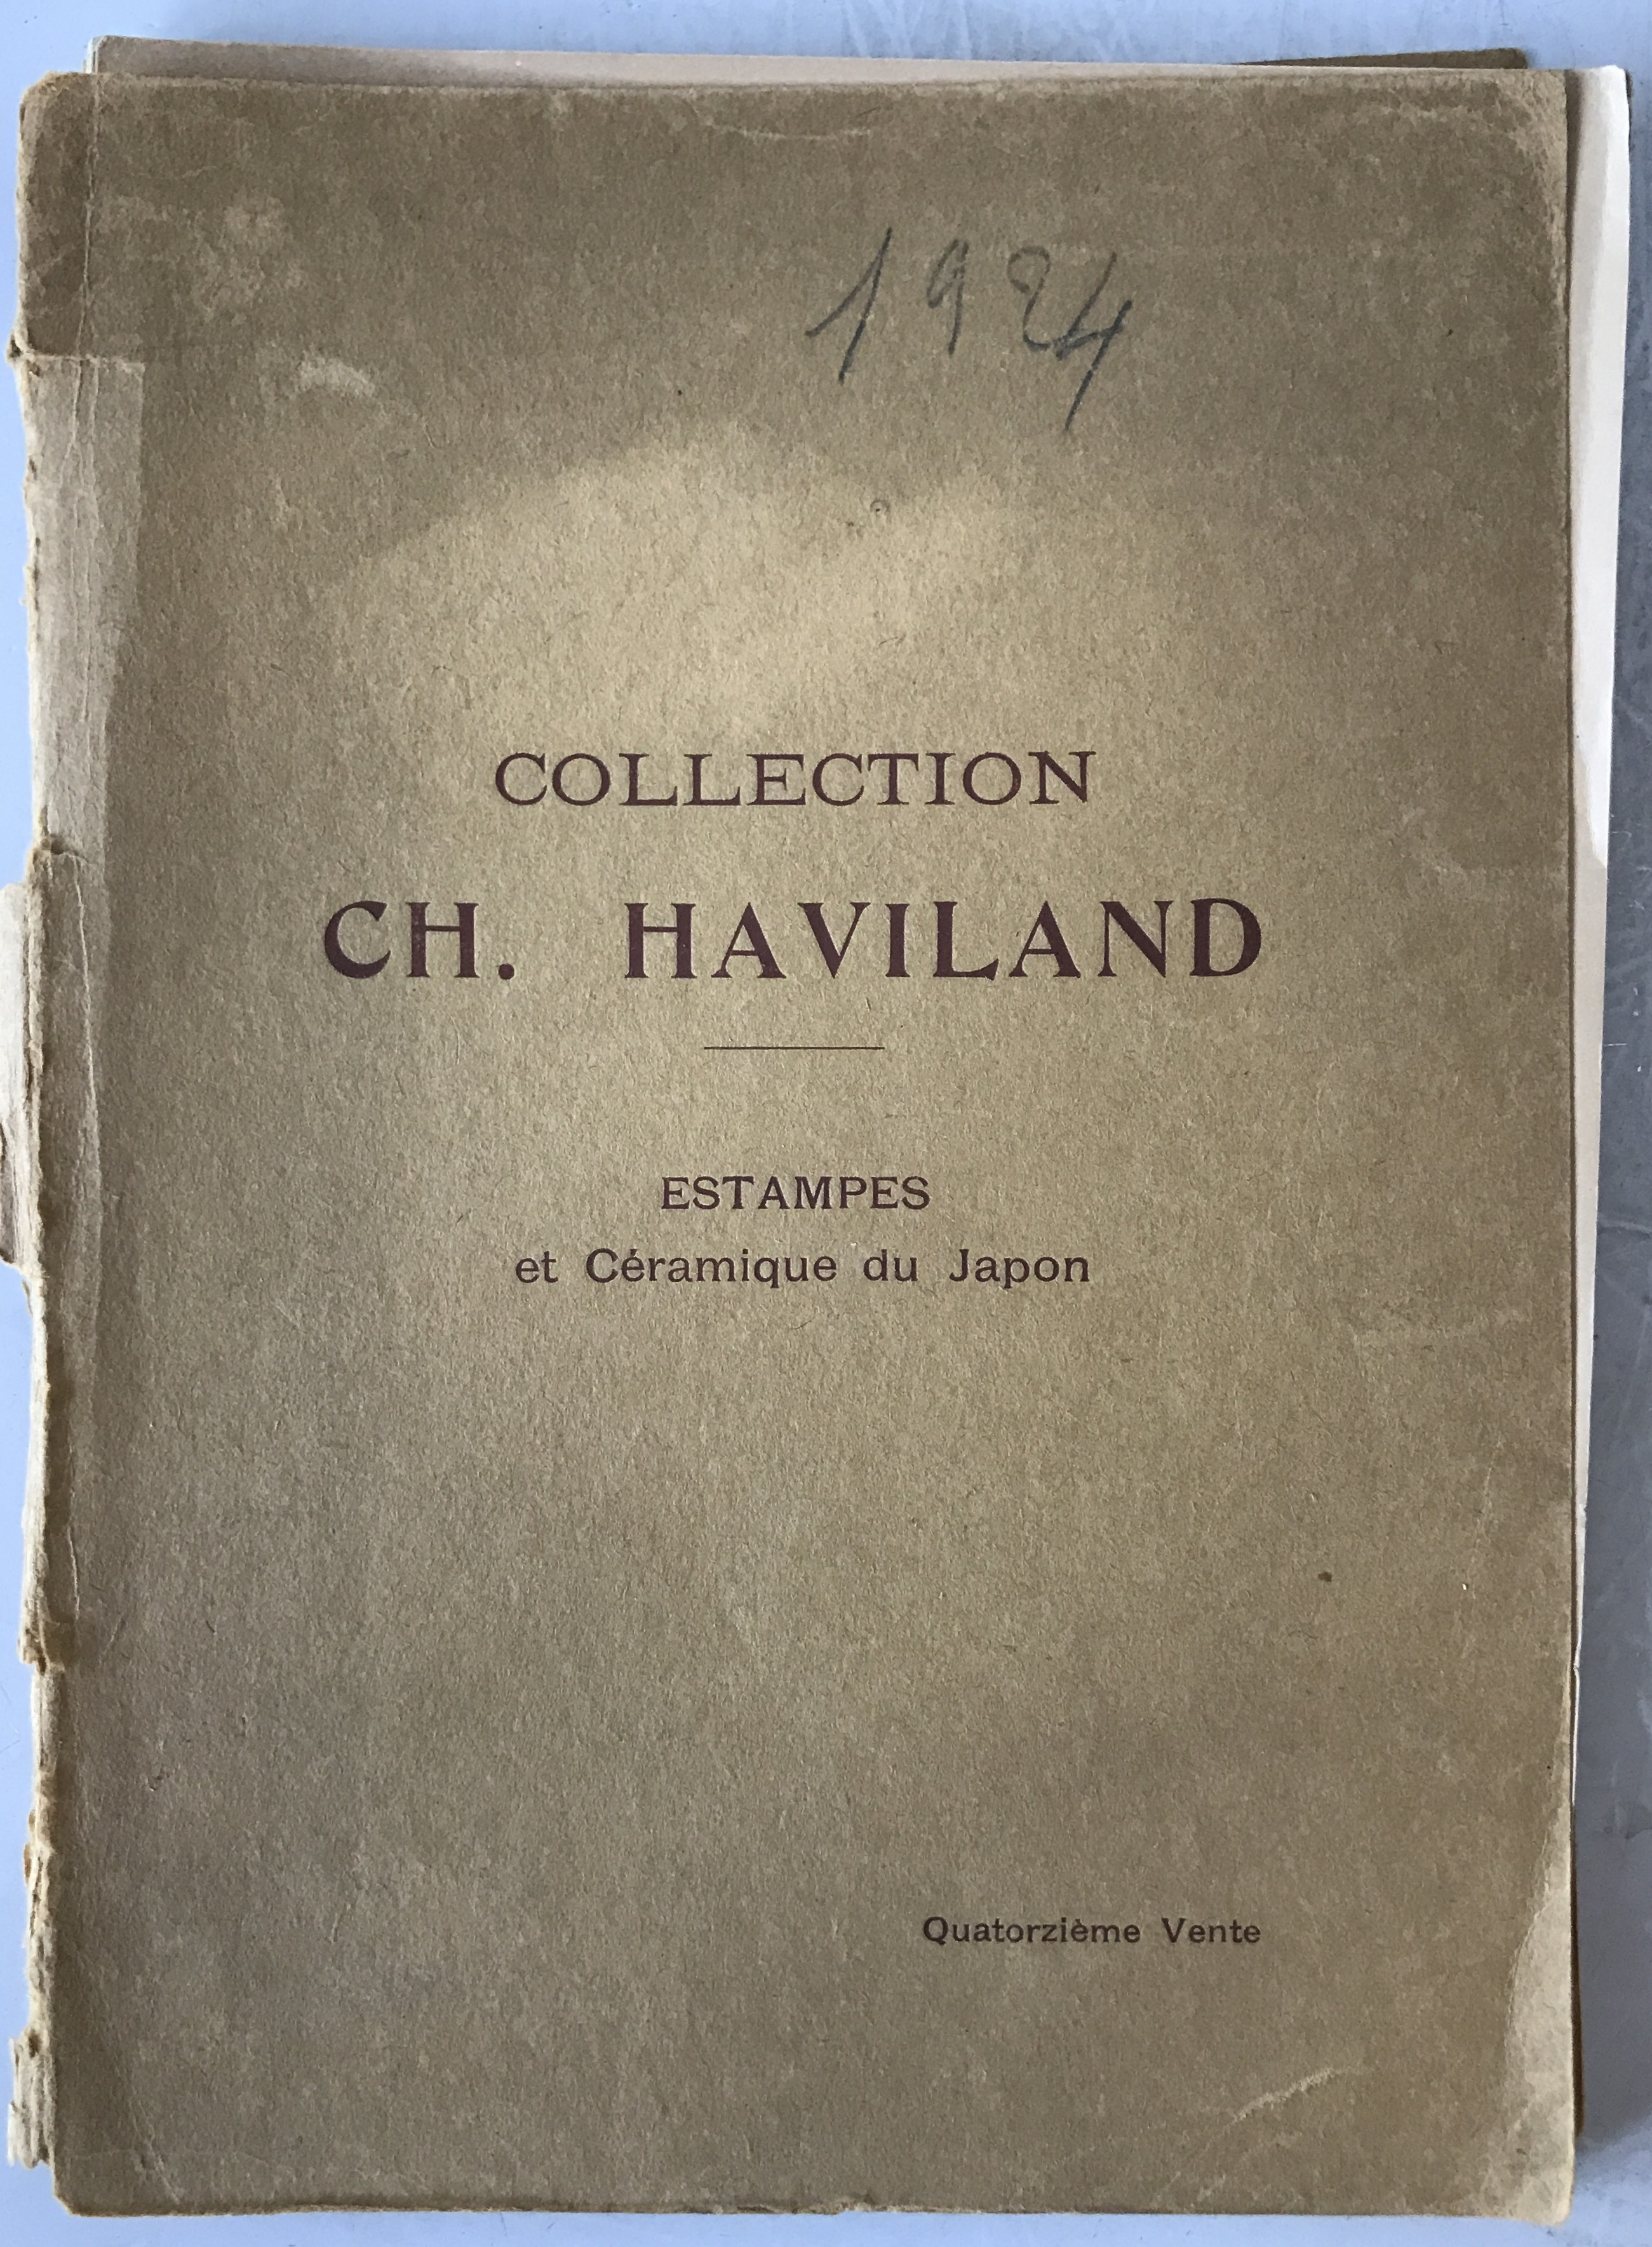 1924
COLLECTION
CH. HAVILAND
ESTAMPES
et Céramique du Japon
Quatorzième Vente